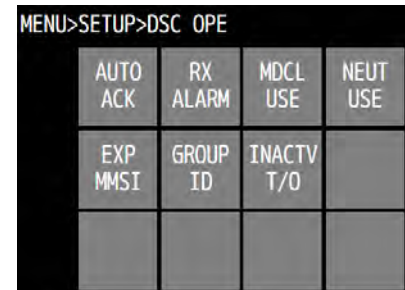 MENU>SETUP>DSC OPE
AUTO
ACK
RX
ALARM
MDCL
USE
NEUT
USE
EXP
MMSI
GROUP
ID
INACTV
T/O